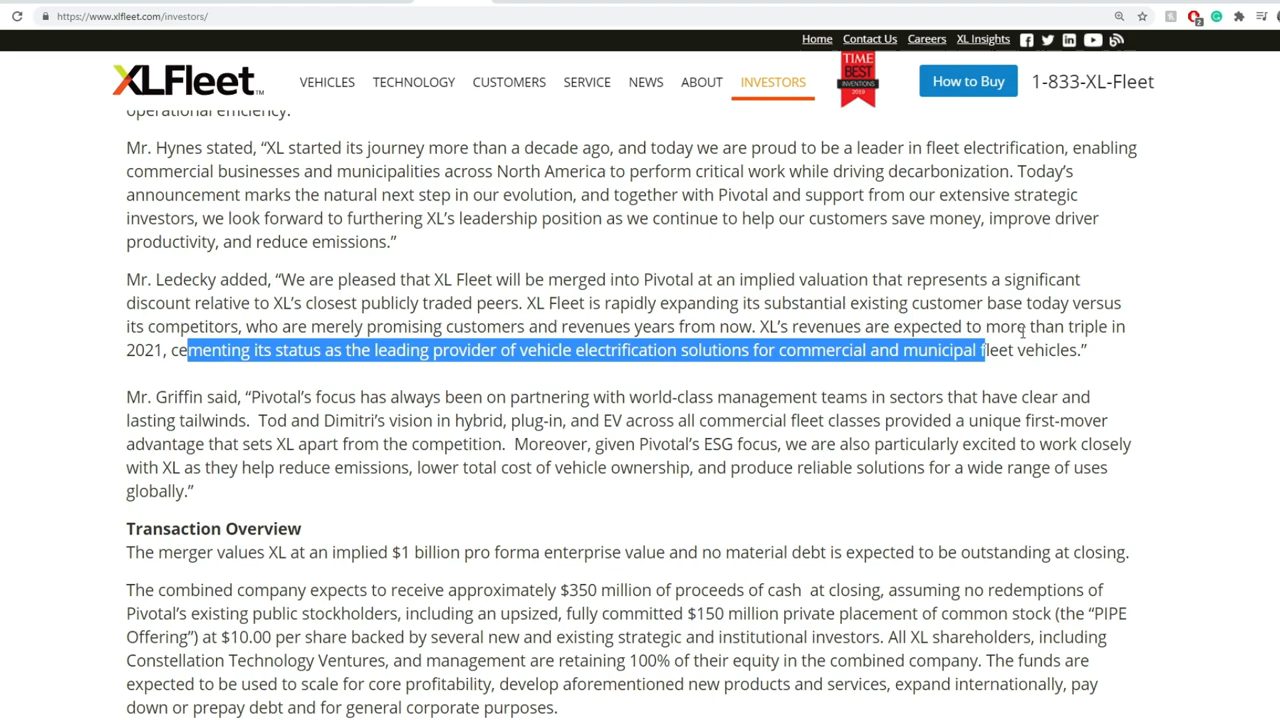 https://www.xlfleet.com/investors/
Home Contact Us Careers XL Insights
XLFleet™ VEHICLES TECHNOLOGY CUSTOMERS SERVICE NEWS ABOUT INVESTORS TIME BEST INVENTIONS 2019 How to Buy 1-833-XL-Fleet
operational efficiency.
Mr. Hynes stated, “XL started its journey more than a decade ago, and today we are proud to be a leader in fleet electrification, enabling
commercial businesses and municipalities across North America to perform critical work while driving decarbonization. Today’s
announcement marks the natural next step in our evolution, and together with Pivotal and support from our extensive strategic
investors, we look forward to furthering XL’s leadership position as we continue to help our customers save money, improve driver
productivity, and reduce emissions.”
Mr. Ledecky added, “We are pleased that XL Fleet will be merged into Pivotal at an implied valuation that represents a significant
discount relative to XL’s closest publicly traded peers. XL Fleet is rapidly expanding its substantial existing customer base today versus
its competitors, who are merely promising customers and revenues years from now. XL’s revenues are expected to more than triple in
2021, cementing its status as the leading provider of vehicle electrification solutions for commercial and municipal fleet vehicles.”
Mr. Griffin said, “Pivotal’s focus has always been on partnering with world-class management teams in sectors that have clear and
lasting tailwinds. Tod and Dimitri’s vision in hybrid, plug-in, and EV across all commercial fleet classes provided a unique first-mover
advantage that sets XL apart from the competition. Moreover, given Pivotal’s ESG focus, we are also particularly excited to work closely
with XL as they help reduce emissions, lower total cost of vehicle ownership, and produce reliable solutions for a wide range of uses
globally.”
Transaction Overview
The merger values XL at an implied $1 billion pro forma enterprise value and no material debt is expected to be outstanding at closing.
The combined company expects to receive approximately $350 million of proceeds of cash at closing, assuming no redemptions of
Pivotal’s existing public stockholders, including an upsized, fully committed $150 million private placement of common stock (the “PIPE
Offering”) at $10.00 per share backed by several new and existing strategic and institutional investors. All XL shareholders, including
Constellation Technology Ventures, and management are retaining 100% of their equity in the combined company. The funds are
expected to be used to scale for core profitability, develop aforementioned new products and services, expand internationally, pay
down or prepay debt and for general corporate purposes.